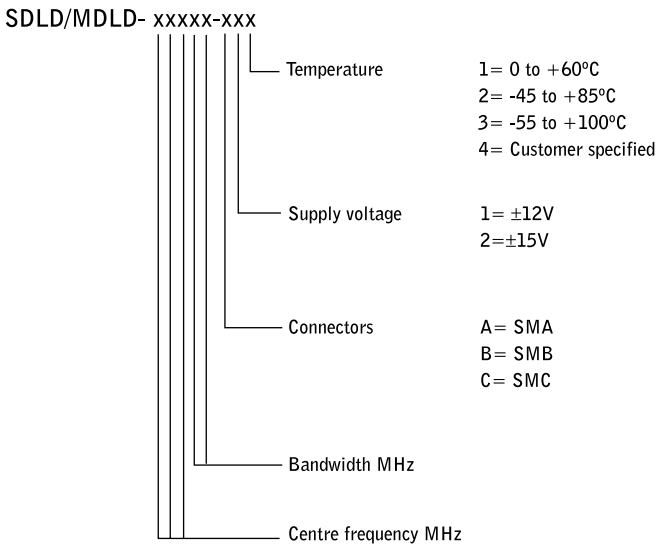 SDLD/MDLD- xxxxx-xxx
Temperature 1= 0 to +60ºC
2= -45 to +85ºC
3= -55 to +100ºC
4= Customer specified
Supply voltage 1= ±12V
2=±15V
Connectors A= SMA
B= SMB
C= SMC
Bandwidth MHz
Centre frequency MHz